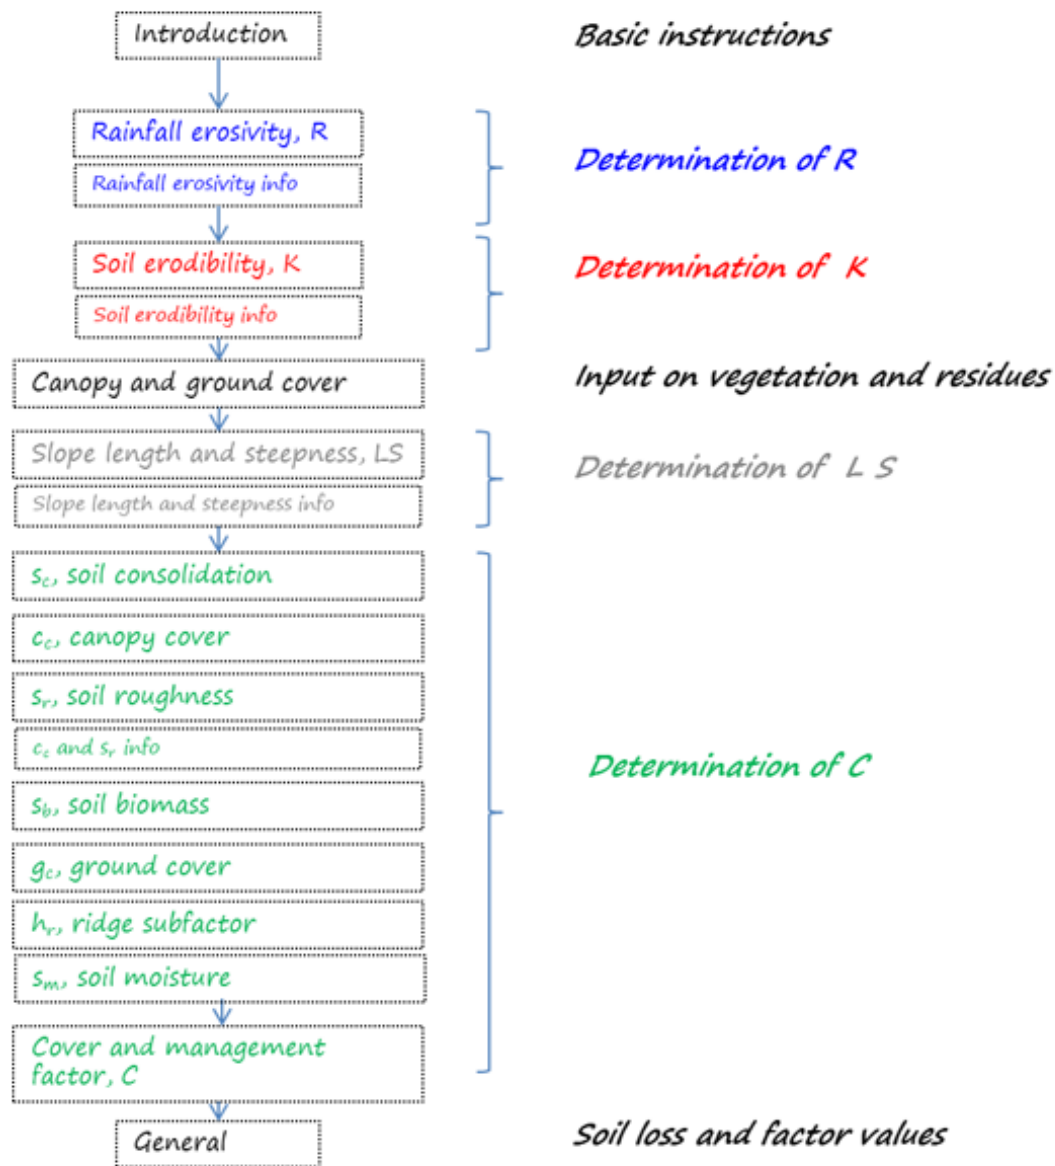 Introduction
Basic instructions
Rainfall erosivity, R
Rainfall erosivity info
Determination of R
Soil erodibility, K
Soil erodibility info
Determination of K
Canopy and ground cover
Input on vegetation and residues
Slope length and steepness, LS
Slope length and steepness info
Determination of L S
sc, soil consolidation
cc, canopy cover
sr, soil roughness
cc and sr info
sb, soil biomass
gc, ground cover
hr, ridge subfactor
sm, soil moisture
Cover and management
factor, C
Determination of C
General
Soil loss and factor values